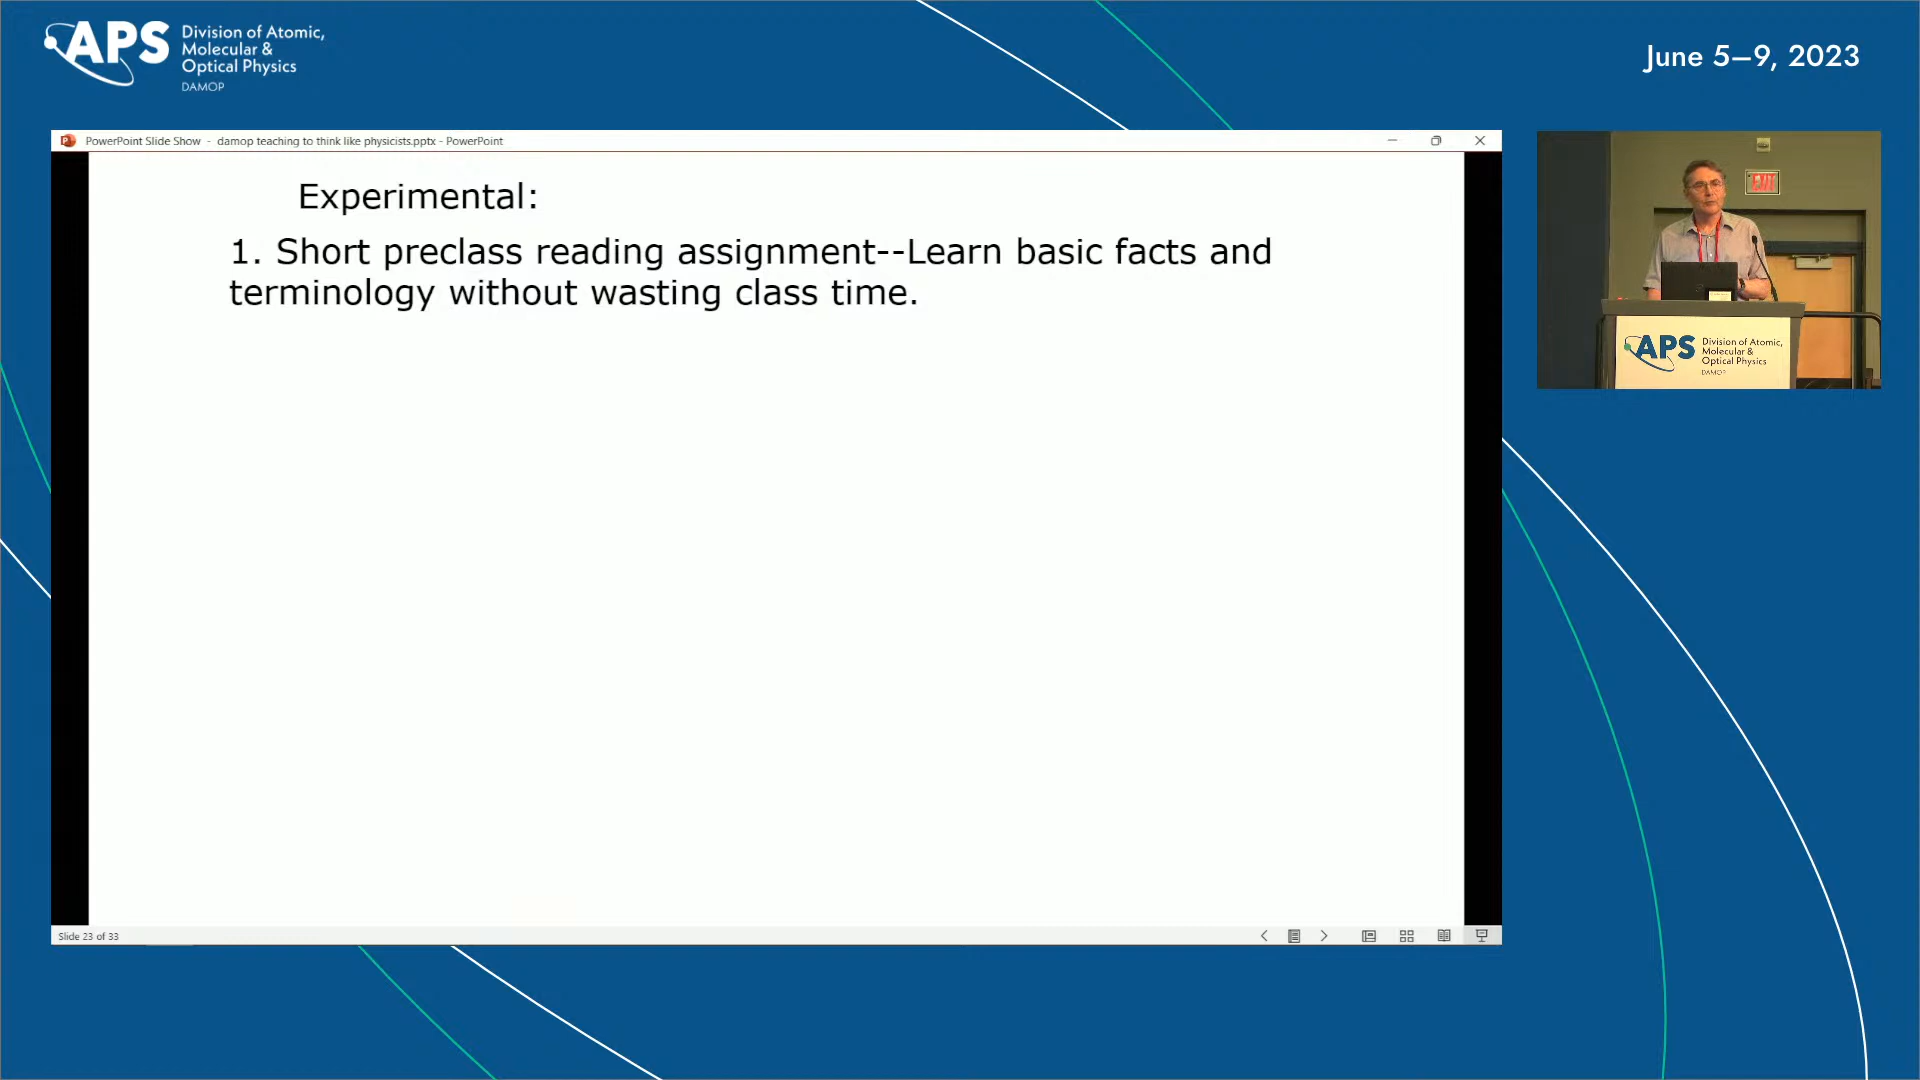 APS
Division of Atomic,
Molecular &
Optical Physics
DAMOP
June 5–9, 2023
PowerPoint Slide Show - damop teaching to think like physicists.pptx - PowerPoint
Experimental:
1. Short preclass reading assignment--Learn basic facts and
terminology without wasting class time.
Slide 23 of 33
EXIT
APS
Division of Atomic,
Molecular &
Optical Physics
DAMOP